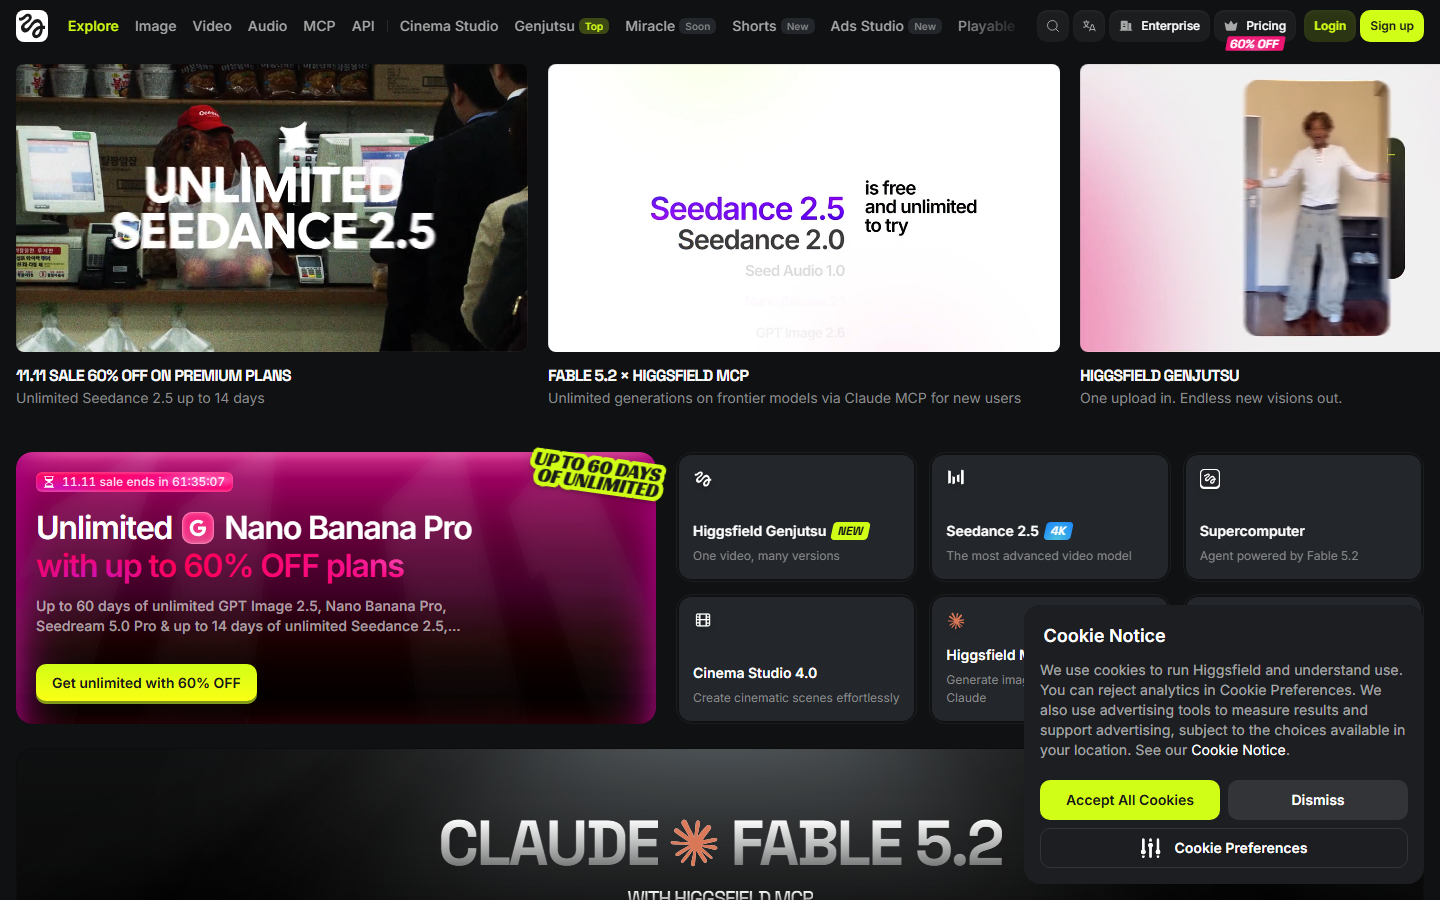 Explore
Image
Video
Audio
MCP
API
Cinema Studio
Genjutsu Top
Miracle Soon
Shorts New
Ads Studio New
Playable
Enterprise
Pricing
60% OFF
Login
Sign up
UNLIMITED
SEEDANCE 2.5
Seedance 2.5
Seedance 2.0
Seed Audio 1.0
GPT Image 2.5
is free
and unlimited
to try
11.11 SALE 60% OFF ON PREMIUM PLANS
Unlimited Seedance 2.5 up to 14 days
FABLE 5.2 × HIGGSFIELD MCP
Unlimited generations on frontier models via Claude MCP for new users
HIGGSFIELD GENJUTSU
One upload in. Endless new visions out.
11.11 sale ends in 61:35:07
UP TO 60 DAYS
OF UNLIMITED
Unlimited G Nano Banana Pro
with up to 60% OFF plans
Up to 60 days of unlimited GPT Image 2.5, Nano Banana Pro,
Seedream 5.0 Pro & up to 14 days of unlimited Seedance 2.5,...
Get unlimited with 60% OFF
Higgsfield Genjutsu NEW
One video, many versions
Seedance 2.5 4K
The most advanced video model
Supercomputer
Agent powered by Fable 5.2
Cinema Studio 4.0
Create cinematic scenes effortlessly
Higgsfield
Generate
Claude
Cookie Notice
We use cookies to run Higgsfield and understand use.
You can reject analytics in Cookie Preferences. We
also use advertising tools to measure results and
support advertising, subject to the choices available in
your location. See our Cookie Notice.
Accept All Cookies
Dismiss
Cookie Preferences
CLAUDE FABLE 5.2
WITH HIGGSFIELD MCP